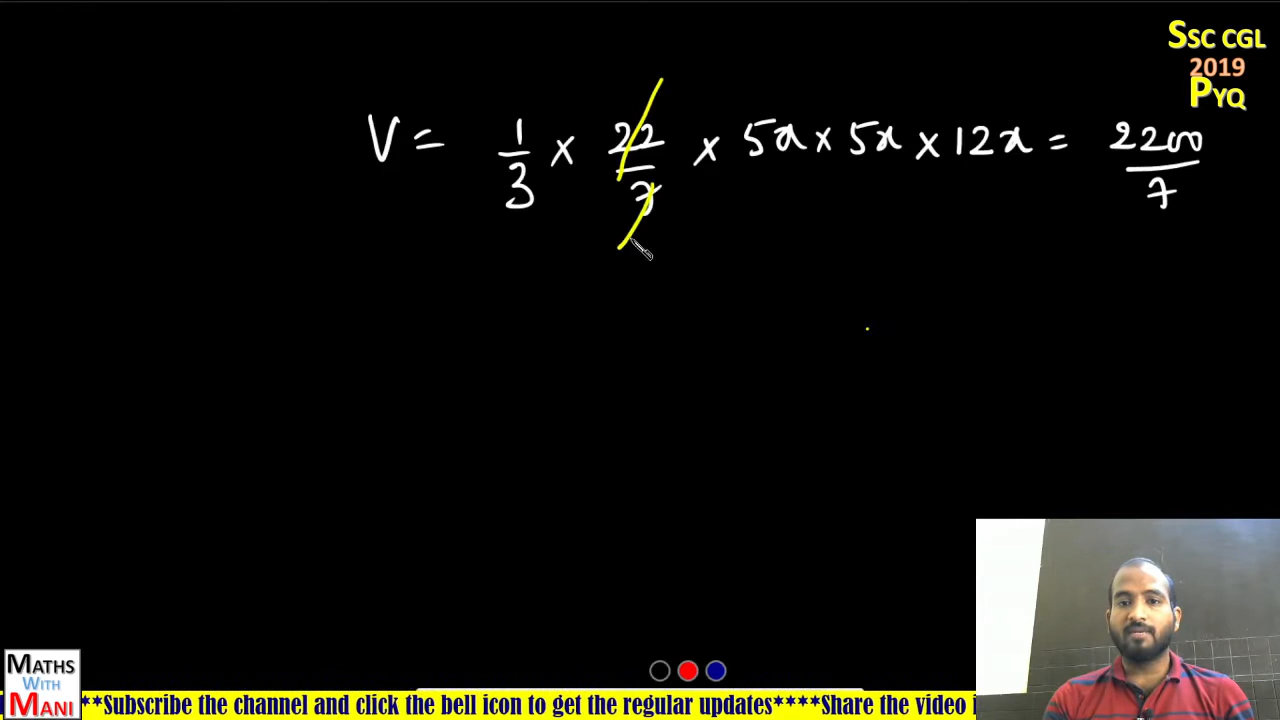 SSC CGL
2019
PYQ
V = 1/3 × 22/7 × 5x × 5x × 12x = 2200/7
MATHS
WITH
MANI
**Subscribe the channel and click the bell icon to get the regular updates****Share the video i